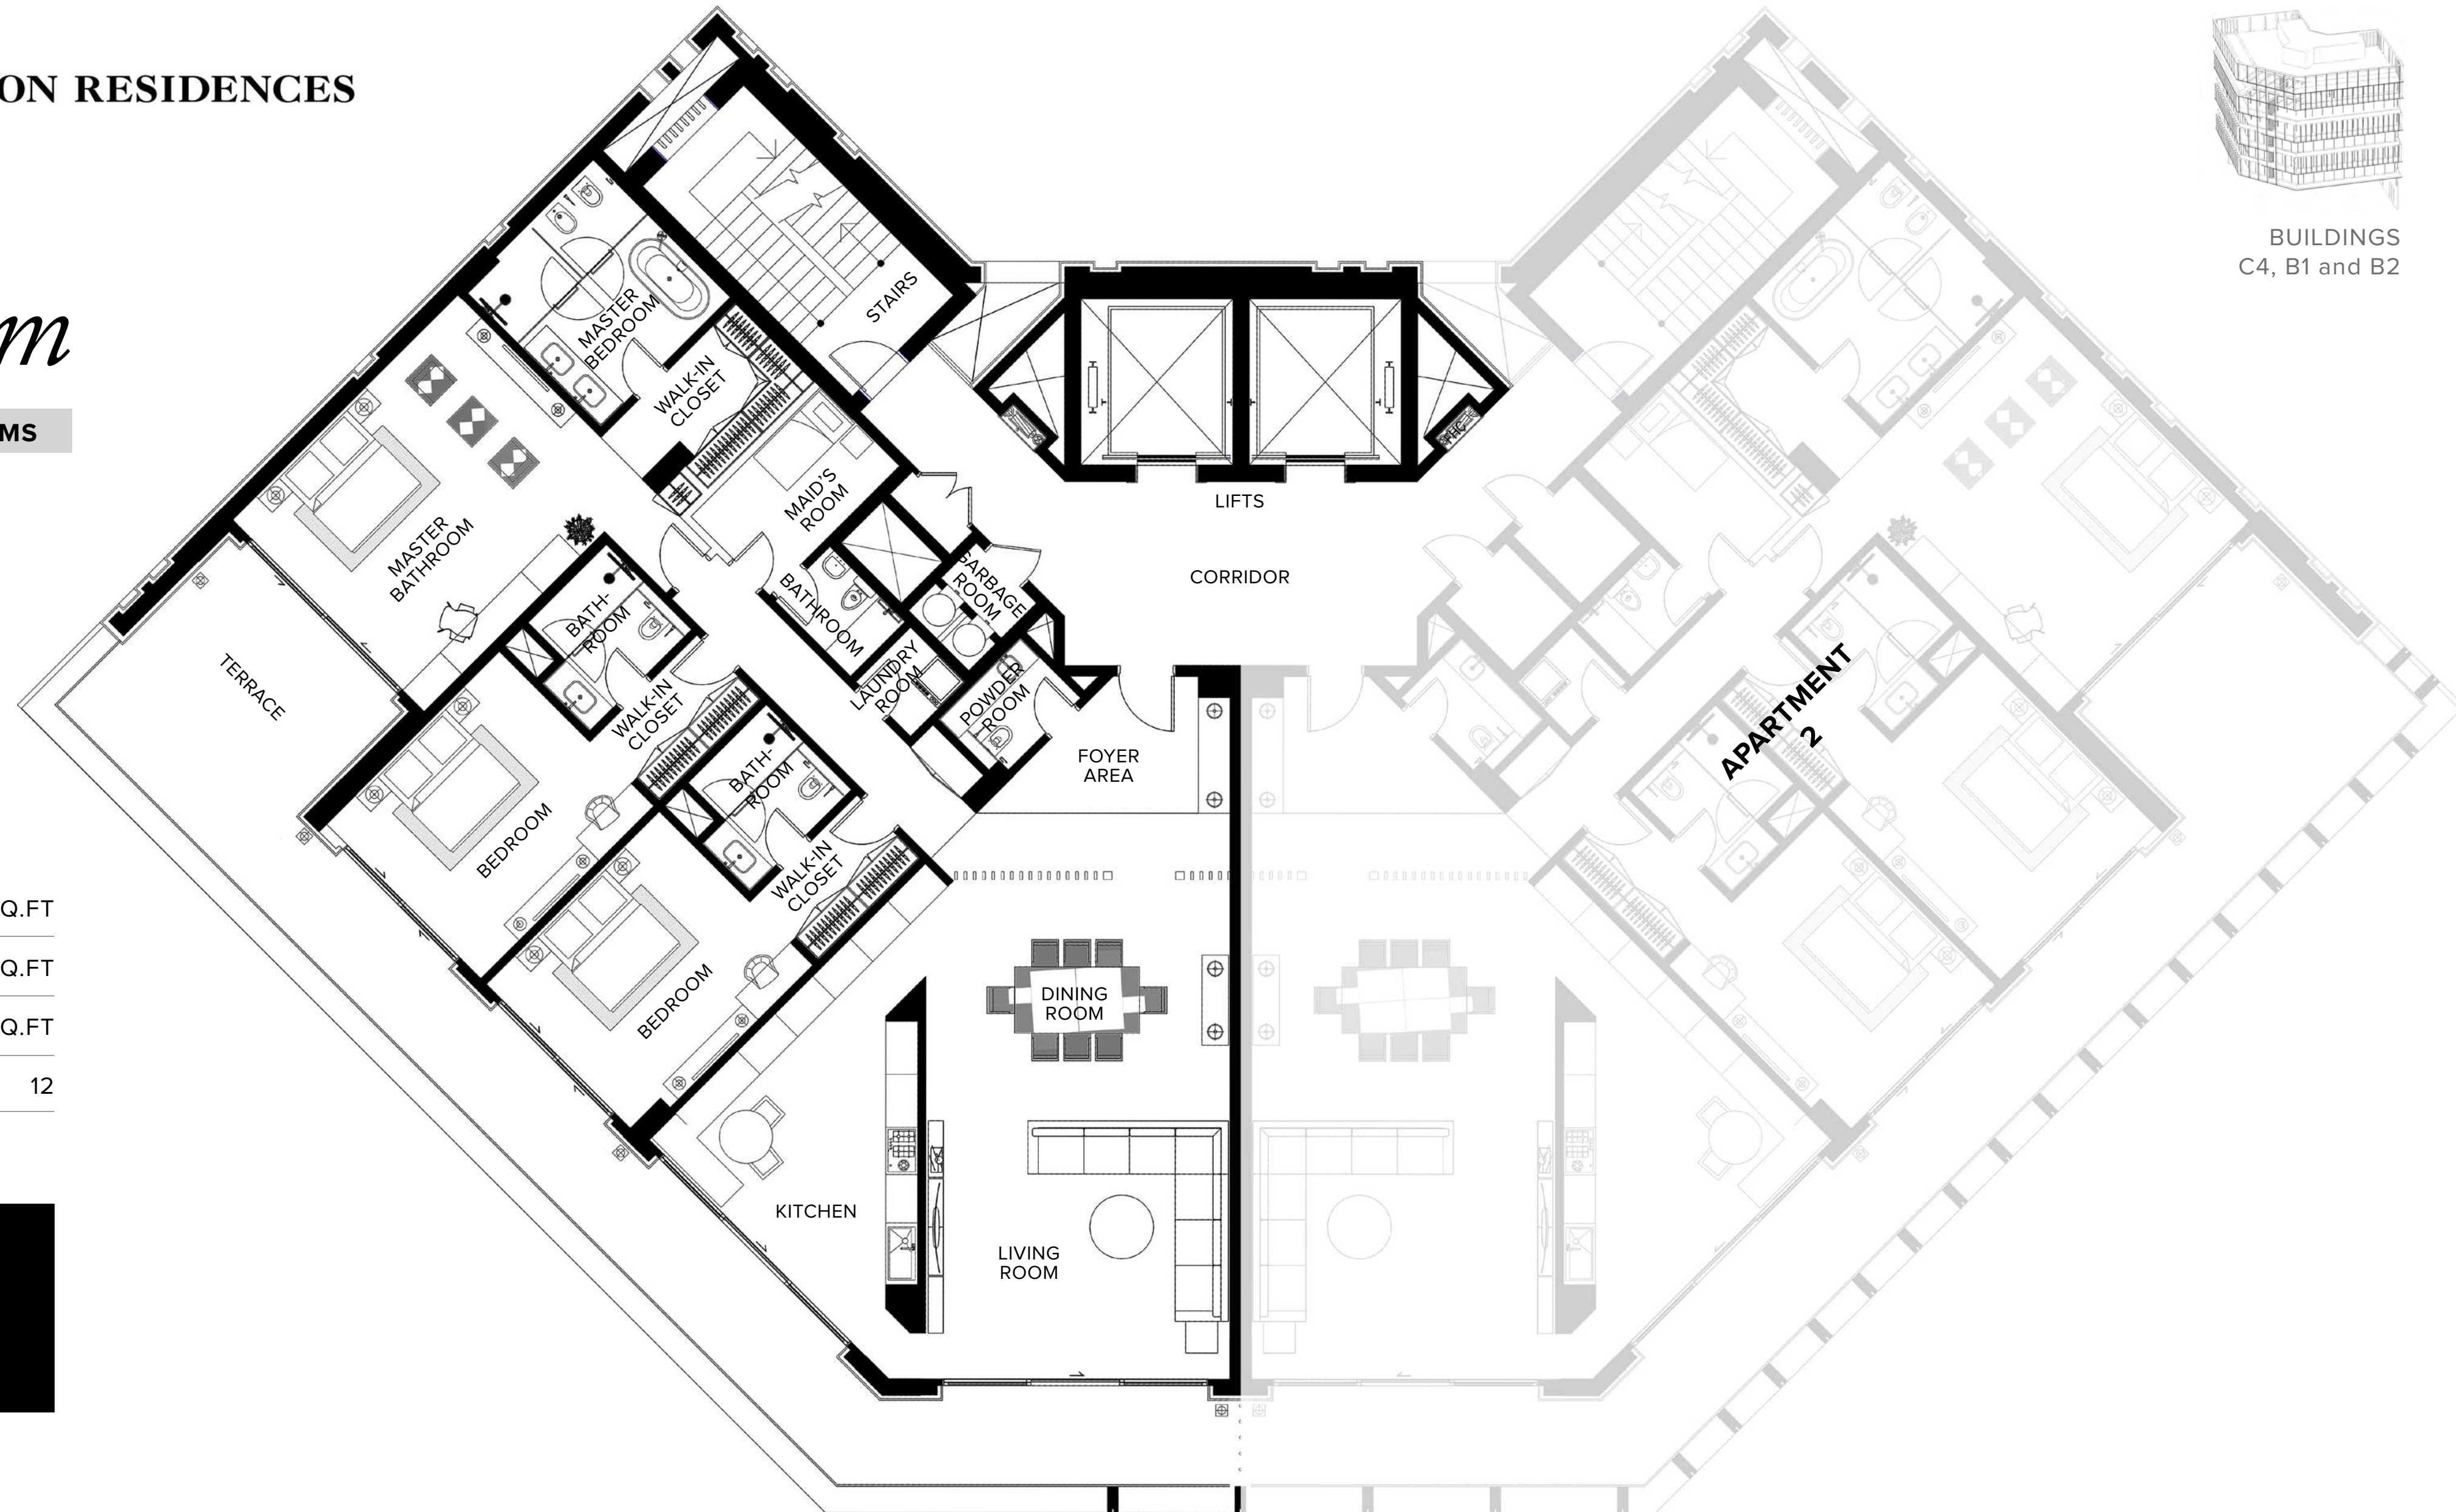 ON RESIDENCES
m
MS
Q.FT
Q.FT
Q.FT
12
BUILDINGS
C4, B1 and B2
STAIRS
MASTER
BEDROOM
WALK-IN
CLOSET
MAID'S
ROOM
MASTER
BATHROOM
BATH-
ROOM
BATHROOM
GARBAGE
ROOM
LAUNDRY
ROOM
POWDER
ROOM
LIFTS
FHC
CORRIDOR
TERRACE
WALK-IN
CLOSET
BATH-
ROOM
FOYER
AREA
BEDROOM
WALK-IN
CLOSET
BEDROOM
DINING
ROOM
KITCHEN
LIVING
ROOM
APARTMENT
2